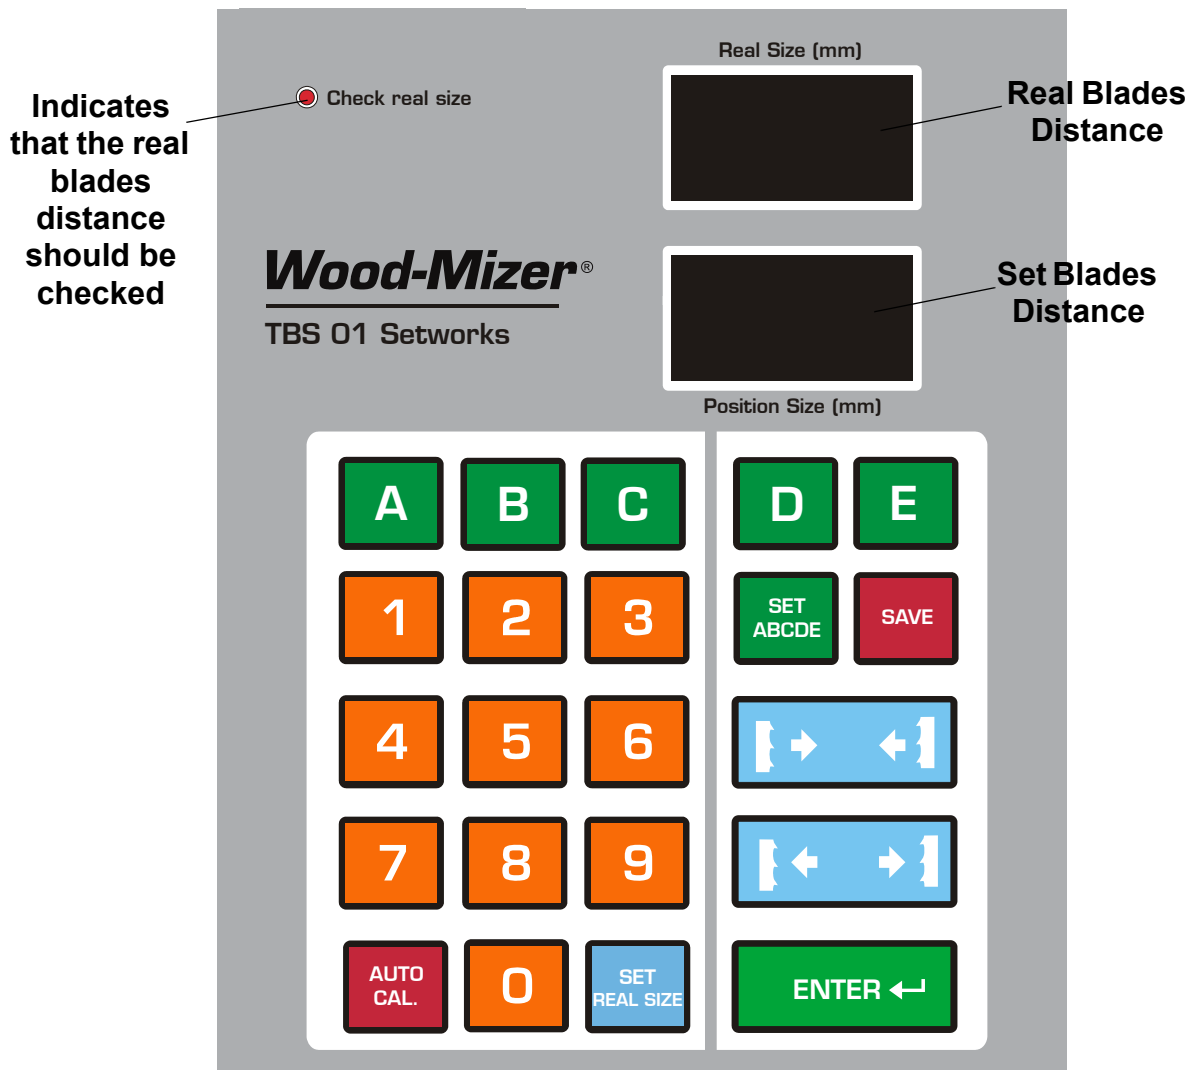 Real Size (mm)
Check real size
Indicates
that the real
blades
distance
should be
checked
Real Blades
Distance
Wood-Mizer®
TBS 01 Setworks
Set Blades
Distance
Position Size (mm)
A B C D E
1 2 3
SET
ABCDE
SAVE
4 5 6
7 8 9
AUTO
CAL.
0
SET
REAL SIZE
ENTER